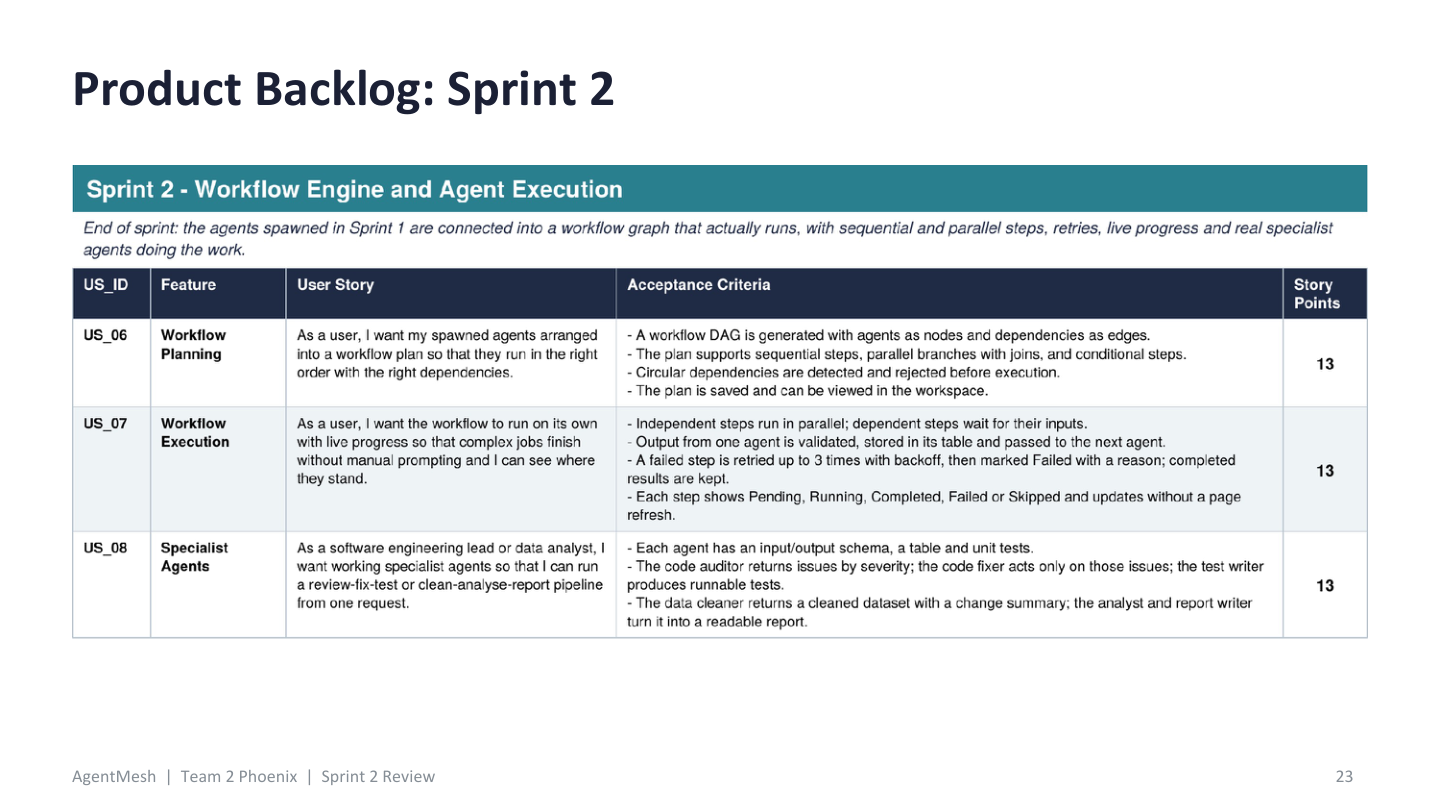 Product Backlog: Sprint 2
Sprint 2 - Workflow Engine and Agent Execution
End of sprint: the agents spawned in Sprint 1 are connected into a workflow graph that actually runs, with sequential and parallel steps, retries, live progress and real specialist
agents doing the work.
US_ID
Feature
User Story
Acceptance Criteria
Story
Points
US_06
Workflow
Planning
As a user, I want my spawned agents arranged
into a workflow plan so that they run in the right
order with the right dependencies.
- A workflow DAG is generated with agents as nodes and dependencies as edges.
- The plan supports sequential steps, parallel branches with joins, and conditional steps.
- Circular dependencies are detected and rejected before execution.
- The plan is saved and can be viewed in the workspace.
13
US_07
Workflow
Execution
As a user, I want the workflow to run on its own
with live progress so that complex jobs finish
without manual prompting and I can see where
they stand.
- Independent steps run in parallel; dependent steps wait for their inputs.
- Output from one agent is validated, stored in its table and passed to the next agent.
- A failed step is retried up to 3 times with backoff, then marked Failed with a reason; completed
results are kept.
- Each step shows Pending, Running, Completed, Failed or Skipped and updates without a page
refresh.
13
US_08
Specialist
Agents
As a software engineering lead or data analyst, I
want working specialist agents so that I can run
a review-fix-test or clean-analyse-report pipeline
from one request.
- Each agent has an input/output schema, a table and unit tests.
- The code auditor returns issues by severity; the code fixer acts only on those issues; the test writer
produces runnable tests.
- The data cleaner returns a cleaned dataset with a change summary; the analyst and report writer
turn it into a readable report.
13
AgentMesh | Team 2 Phoenix | Sprint 2 Review
23